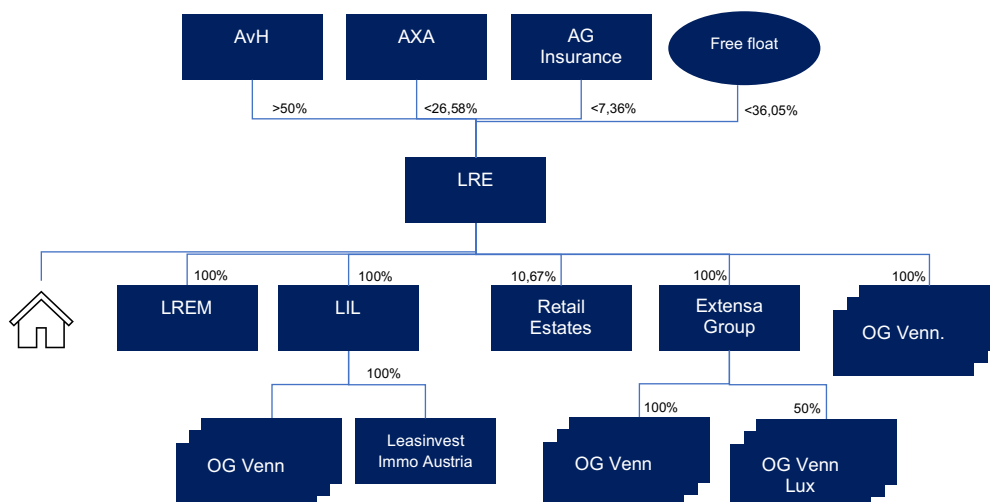 AvH
AXA
AG
Insurance
Free float
>50%
<26,58%
<7,36%
<36,05%
LRE
100%
100%
10,67%
100%
100%
LREM
LIL
Retail
Estates
Extensa
Group
OG Venn.
100%
100%
50%
OG Venn
Leasinvest
Immo Austria
OG Venn
OG Venn
Lux